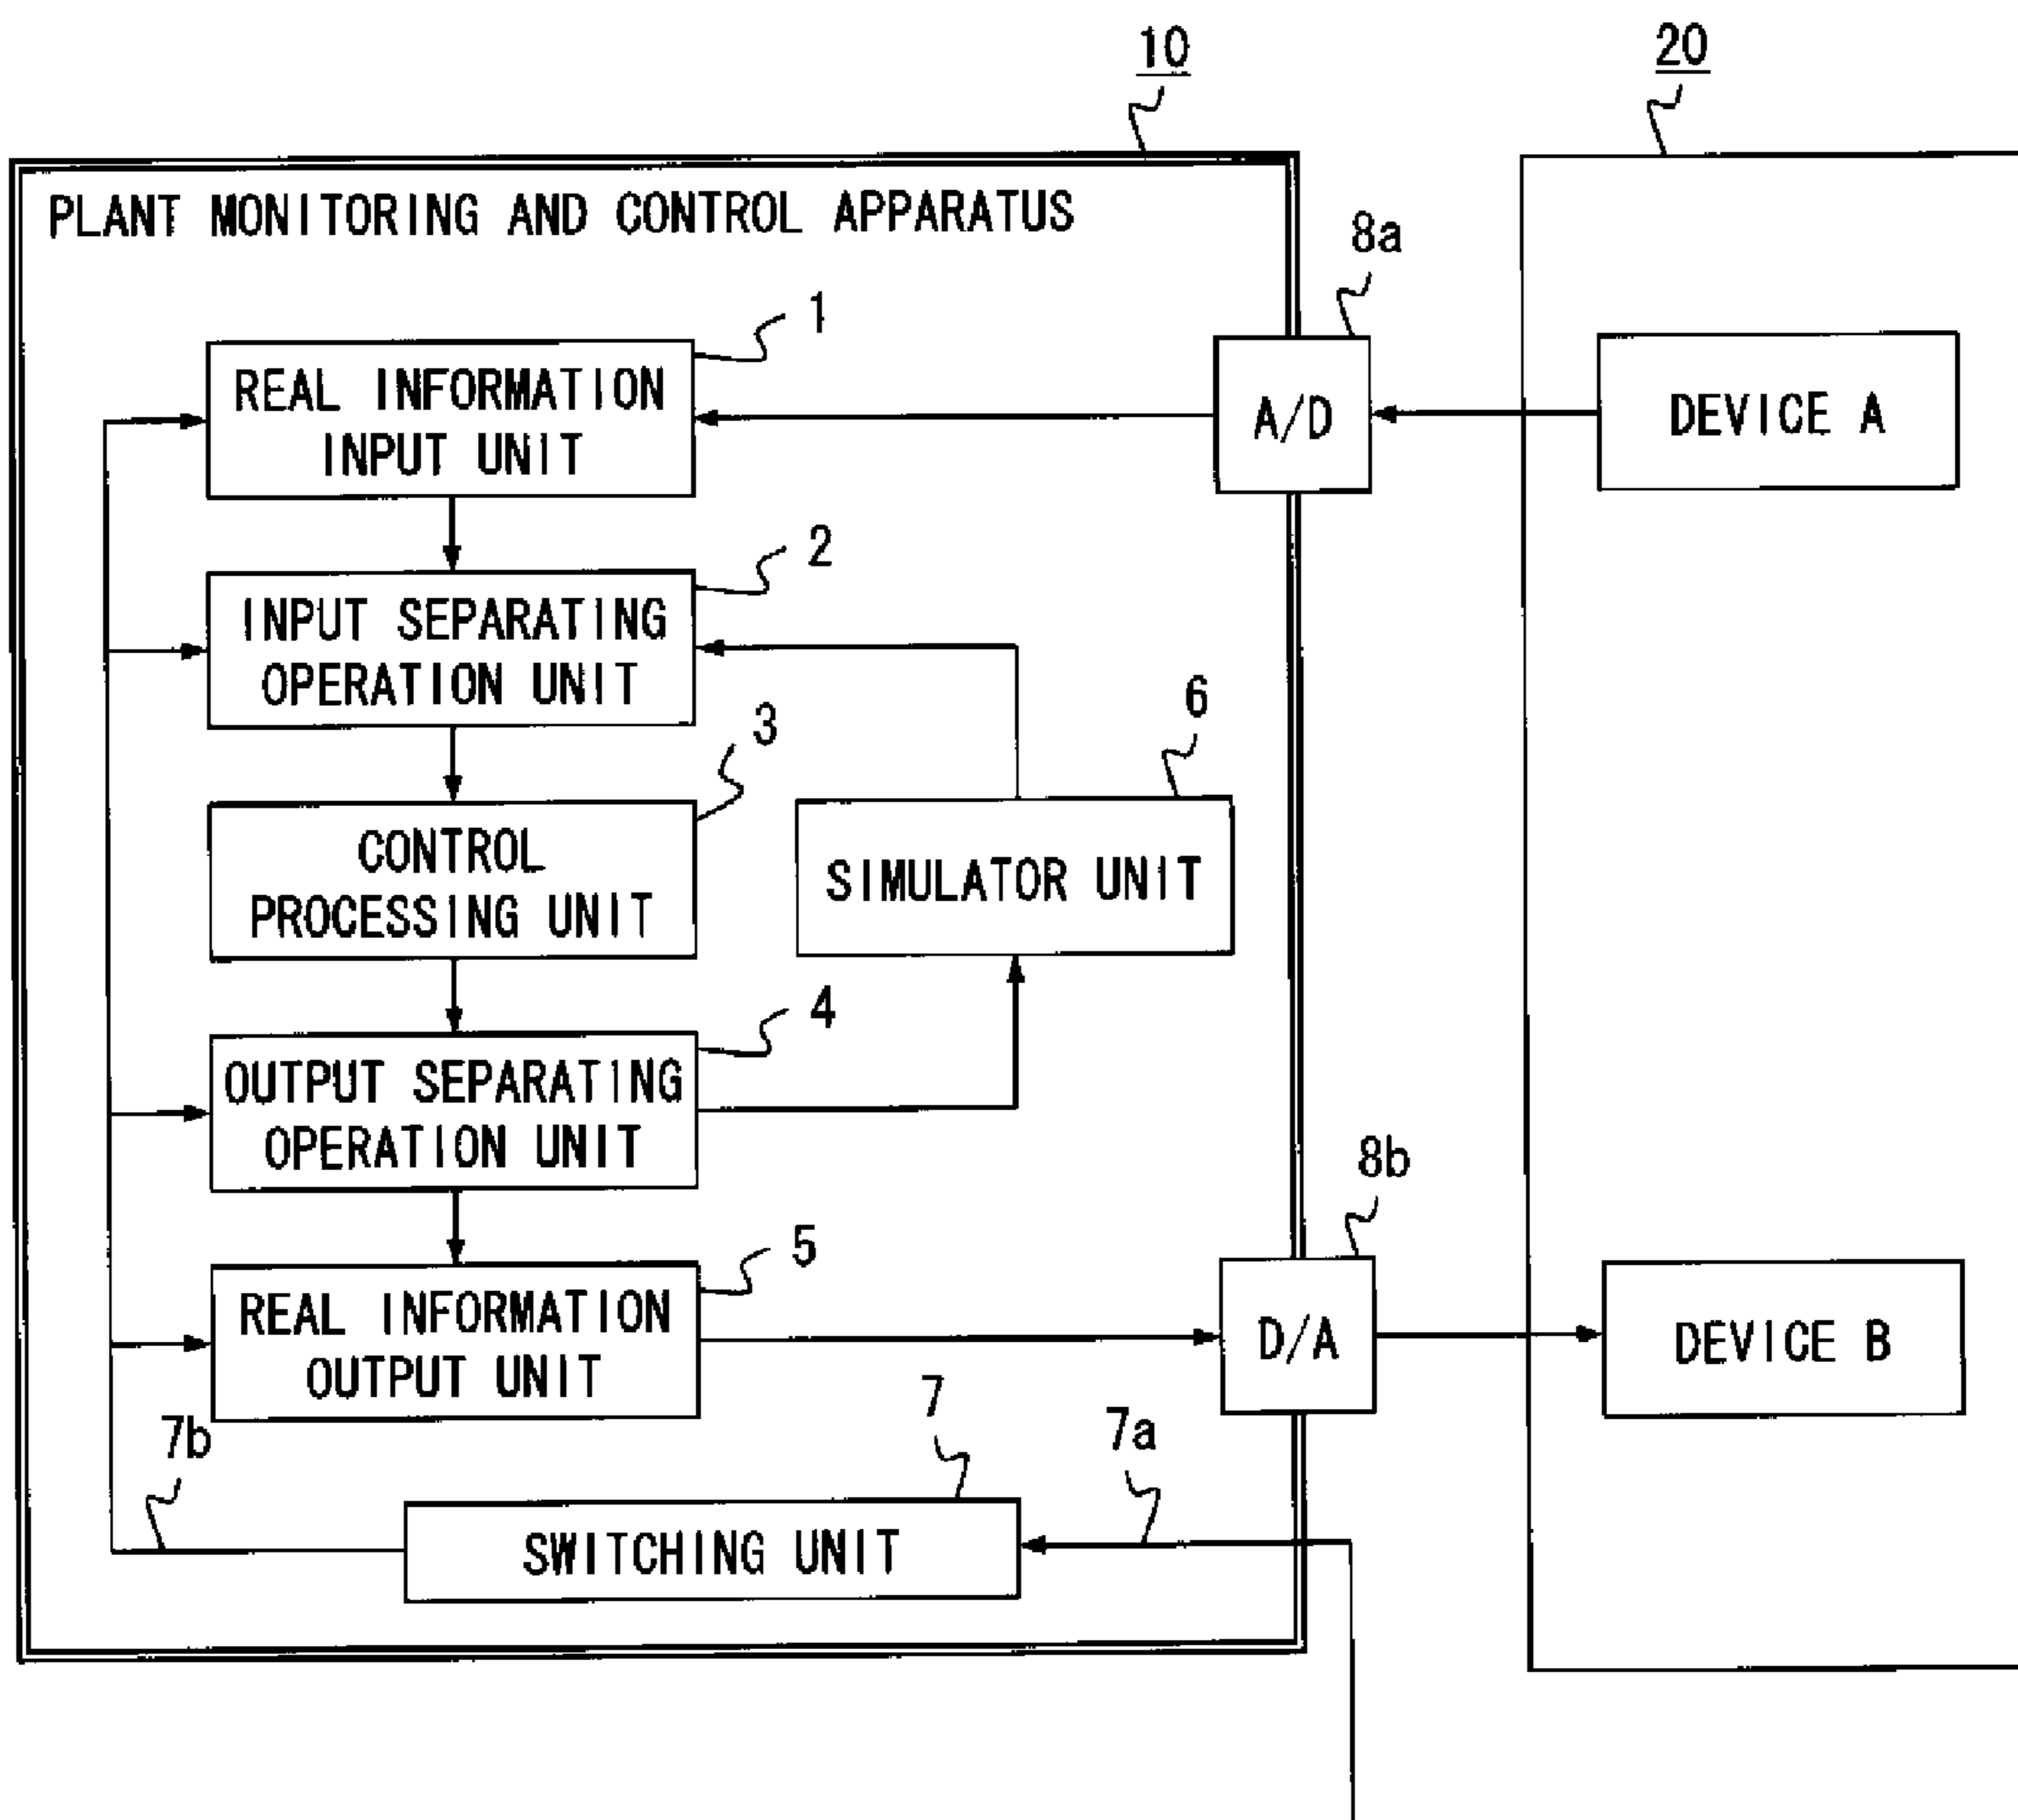 10
20
PLANT MONITORING AND CONTROL APPARATUS
8a
1
REAL INFORMATION
INPUT UNIT
A/D
DEVICE A
2
INPUT SEPARATING
OPERATION UNIT
6
3
CONTROL
PROCESSING UNIT
SIMULATOR UNIT
4
OUTPUT SEPARATING
OPERATION UNIT
8b
5
REAL INFORMATION
OUTPUT UNIT
D/A
DEVICE B
7
7a
7b
SWITCHING UNIT